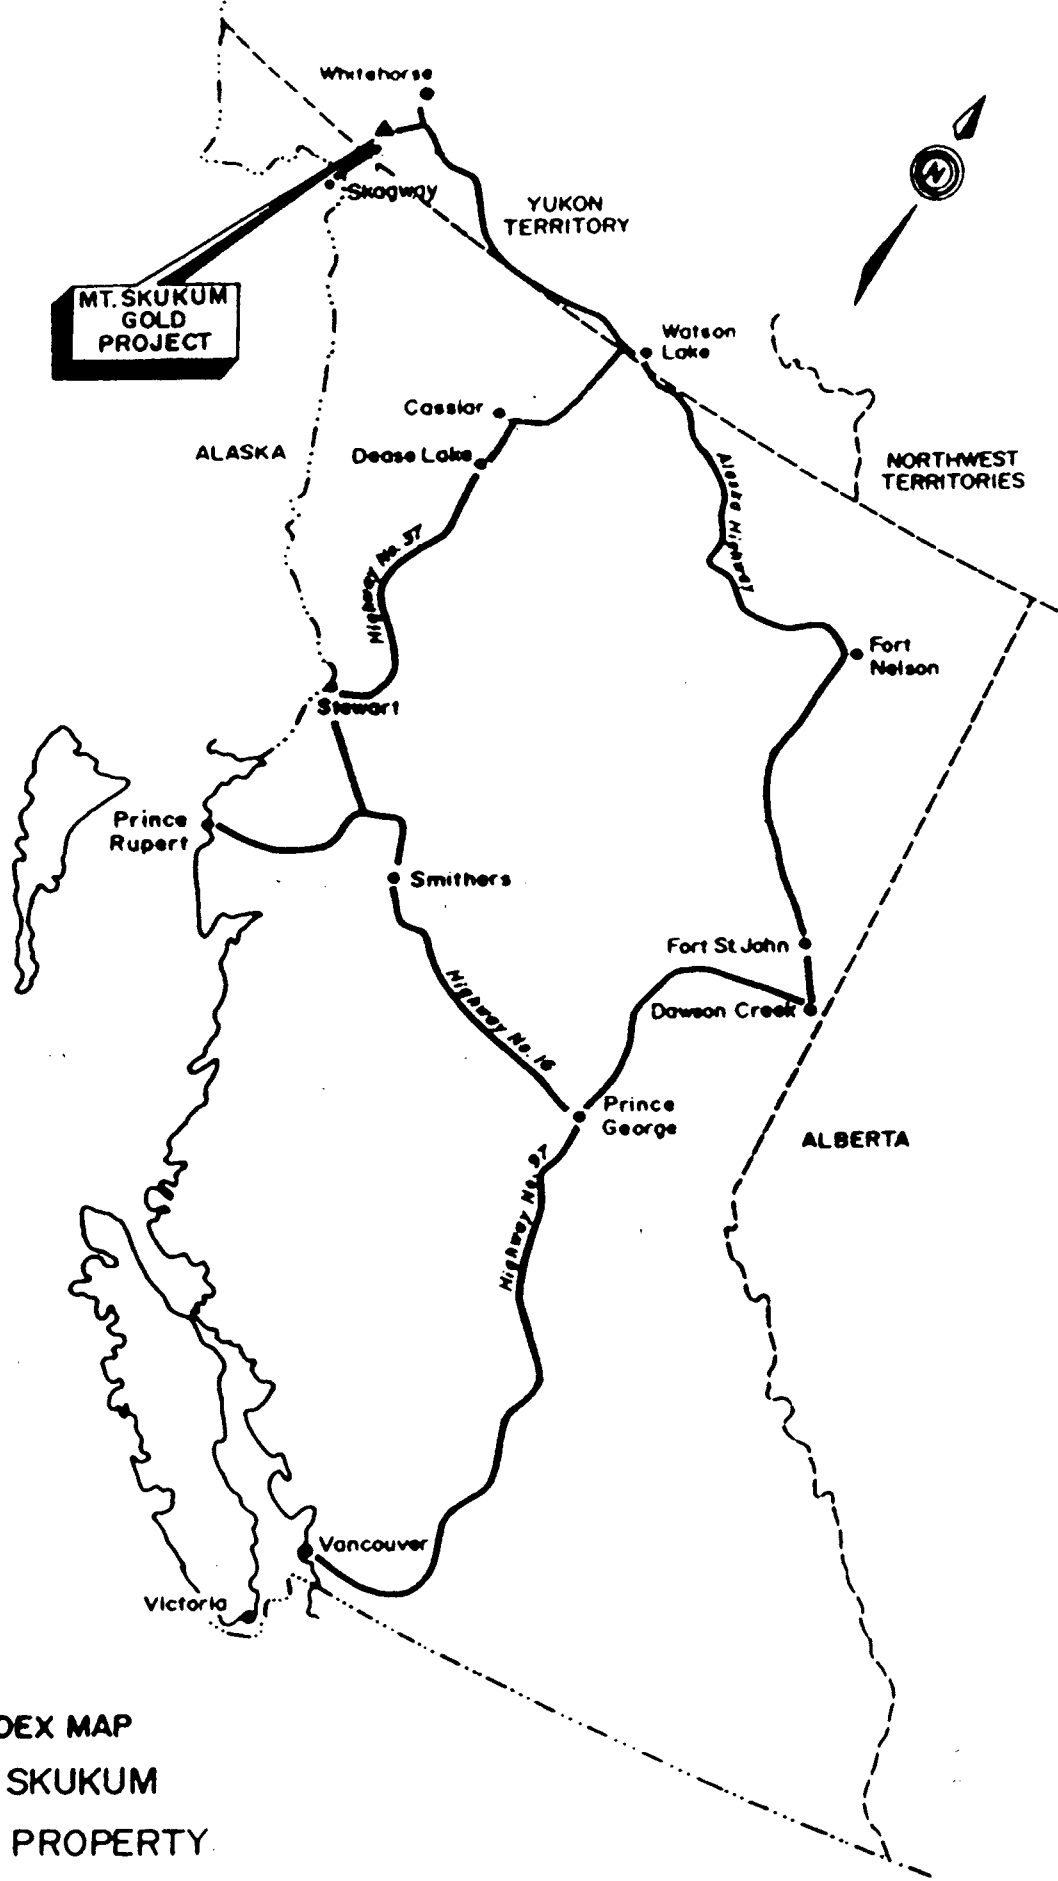 Whitehorse
Skagway
YUKON
TERRITORY
N
MT. SKUKUM
GOLD
PROJECT
Watson
Lake
Cassiar
ALASKA
Dease Lake
NORTHWEST
TERRITORIES
Alaska Highway
Highway No. 37
Fort
Nelson
Stewart
Prince
Rupert
Smithers
Fort St. John
Highway No. 16
Dawson Creek
Prince
George
ALBERTA
Highway No. 97
Vancouver
Victoria
DEX MAP
SKUKUM
PROPERTY